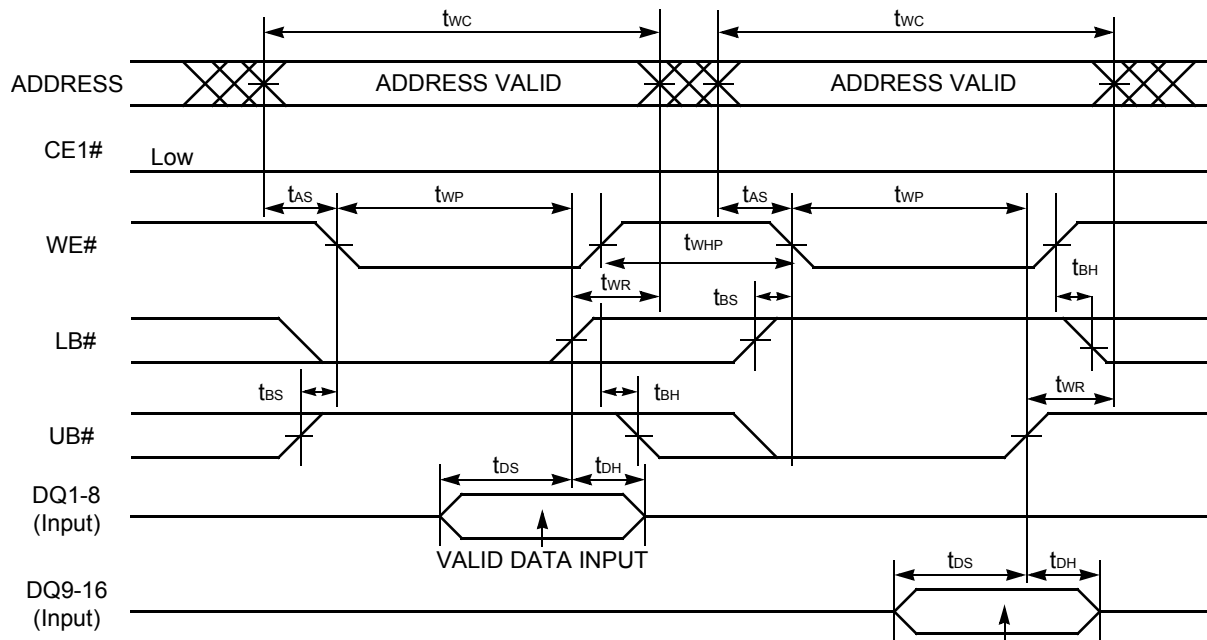 tWC tWC
ADDRESS ADDRESS VALID ADDRESS VALID
CE1# Low
tAS tWP tAS tWP
WE#
tWHP tBH
tWR tBS
LB#
tBS tBH tWR
UB#
tDS tDH
DQ1-8
(Input)
VALID DATA INPUT
tDS tDH
DQ9-16
(Input)